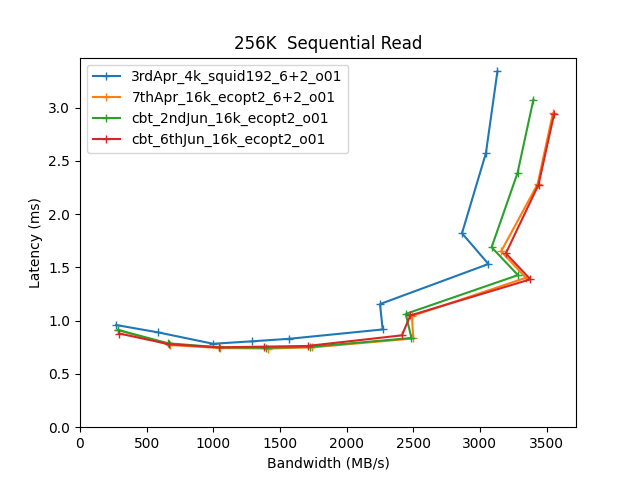 256K  Sequential Read
3rdApr_4k_squid192_6+2_o01
7thApr_16k_ecopt2_6+2_o01
cbt_2ndJun_16k_ecopt2_o01
cbt_6thJun_16k_ecopt2_o01
Latency (ms)
3.0
2.5
2.0
1.5
1.0
0.5
0.0
0 500 1000 1500 2000 2500 3000 3500
Bandwidth (MB/s)